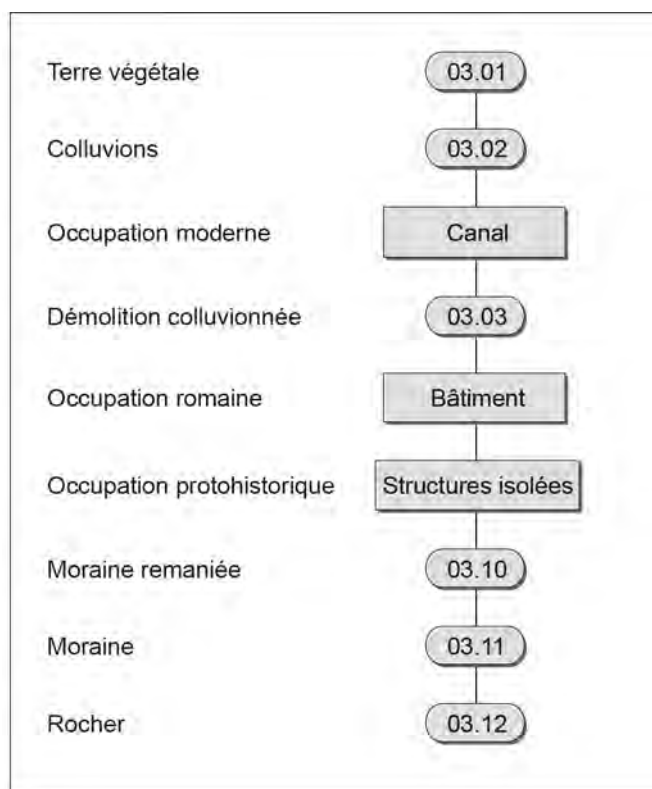 Terre végétale 03.01
Colluvions 03.02
Occupation moderne Canal
Démolition colluvionnée 03.03
Occupation romaine Bâtiment
Occupation protohistorique Structures isolées
Moraine remaniée 03.10
Moraine 03.11
Rocher 03.12